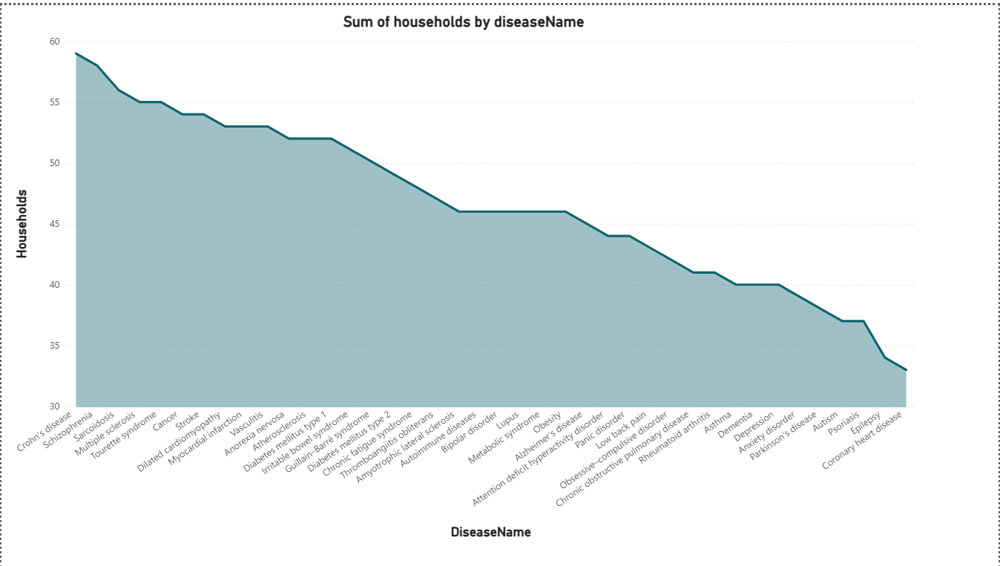 Sum of households by diseaseName
60
55
50
45
40
35
30
Households
Crohn's disease
Schizophrenia
Sarcoidosis
Multiple sclerosis
Tourette syndrome
Cancer
Stroke
Dilated cardiomyopathy
Myocardial infarction
Vasculitis
Anorexia nervosa
Atherosclerosis
Diabetes mellitus type 1
Irritable bowel syndrome
Guillain–Barré syndrome
Diabetes mellitus type 2
Chronic fatigue syndrome
Thromboangiitis obliterans
Amyotrophic lateral sclerosis
Autoimmune diseases
Bipolar disorder
Lupus
Metabolic syndrome
Obesity
Alzheimer's disease
Attention deficit hyperactivity disorder
Panic disorder
Low back pain
Obsessive–compulsive disorder
Chronic obstructive pulmonary disease
Rheumatoid arthritis
Asthma
Dementia
Depression
Anxiety disorder
Parkinson's disease
Autism
Psoriasis
Epilepsy
Coronary heart disease
DiseaseName